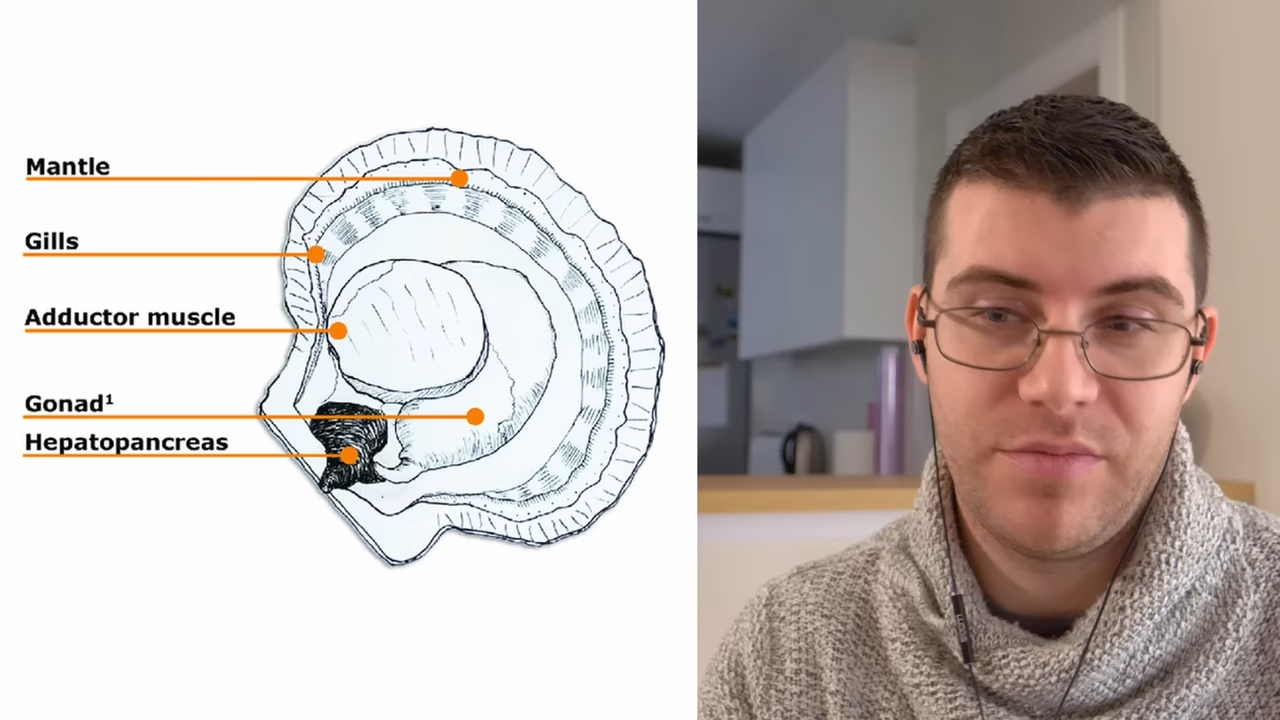 Mantle
Gills
Adductor muscle
Gonad¹
Hepatopancreas